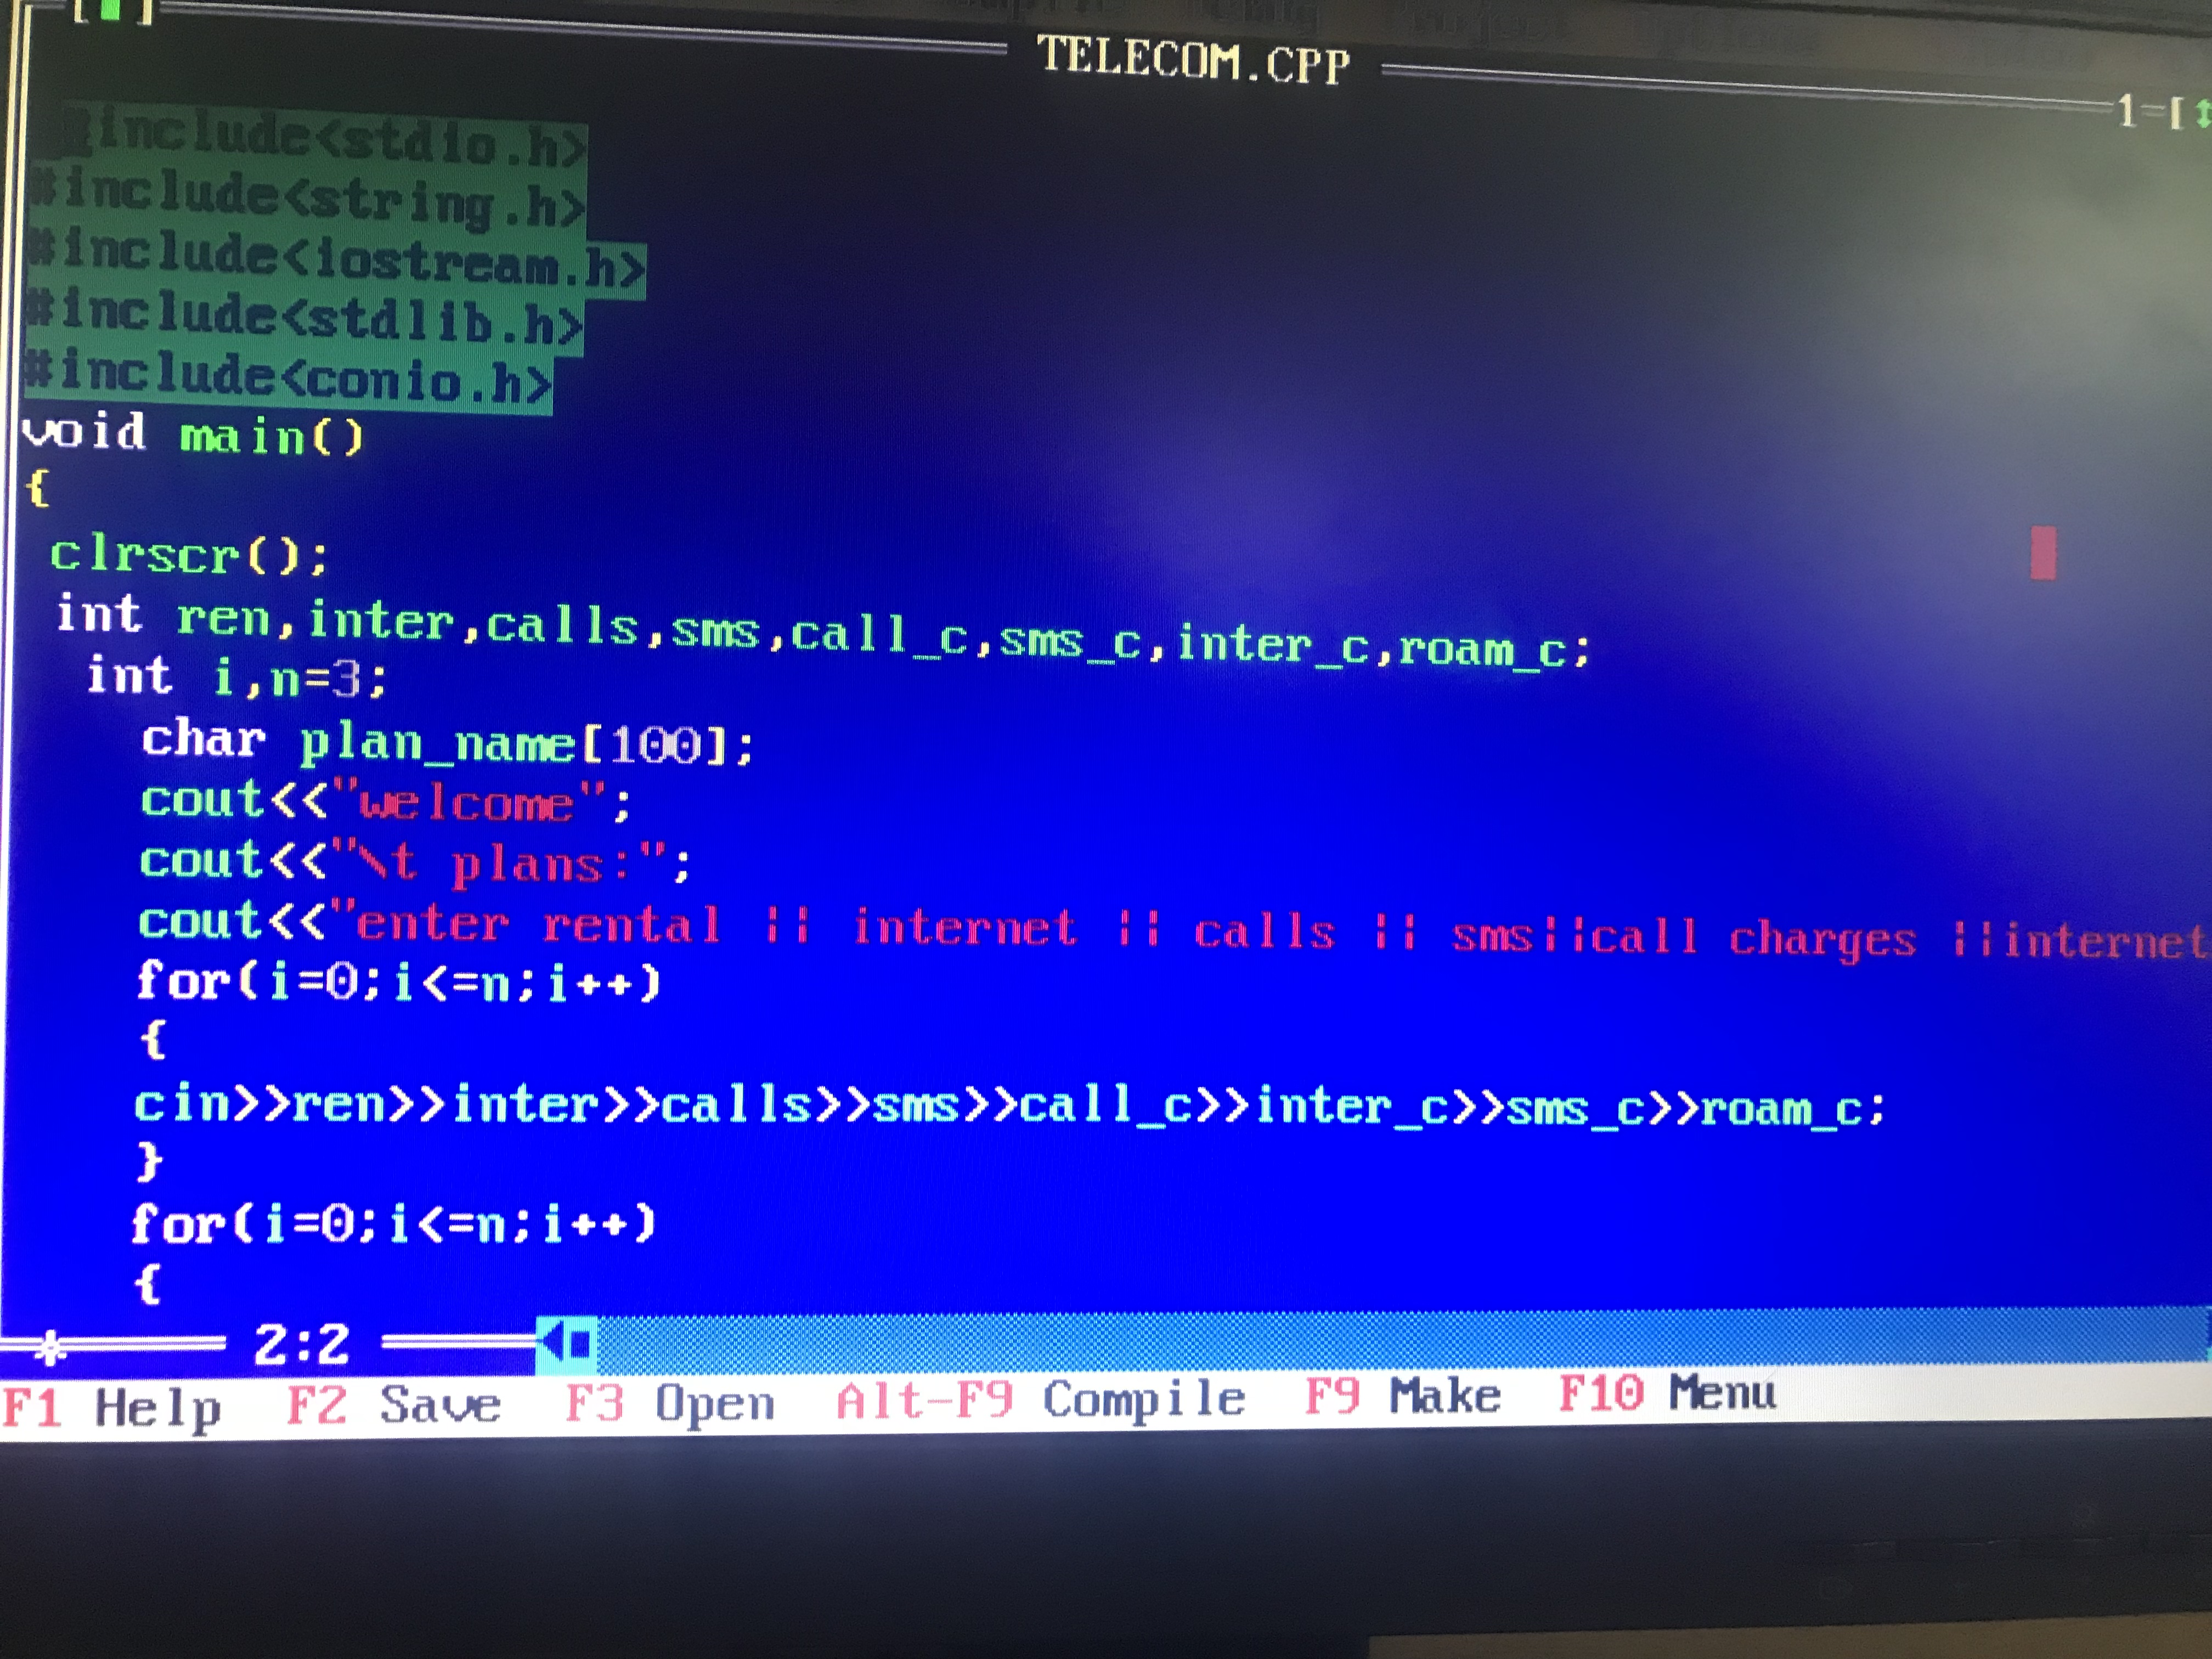 TELECOM.CPP
1=[
#include<stdio.h>
#include<string.h>
#include<iostream.h>
#include<stdlib.h>
#include<conio.h>
void main()
{
clrscr();
int ren,inter,calls,sms,call_c,sms_c,inter_c,roam_c;
int i,n=3;
char plan_name[100];
cout<<"welcome";
cout<<"\t plans:";
cout<<"enter rental || internet || calls || sms||call charges ||internet
for(i=0;i<=n;i++)
{
cin>>ren>>inter>>calls>>sms>>call_c>>inter_c>>sms_c>>roam_c;
}
for(i=0;i<=n;i++)
{
2:2
F1 Help F2 Save F3 Open Alt-F9 Compile F9 Make F10 Menu